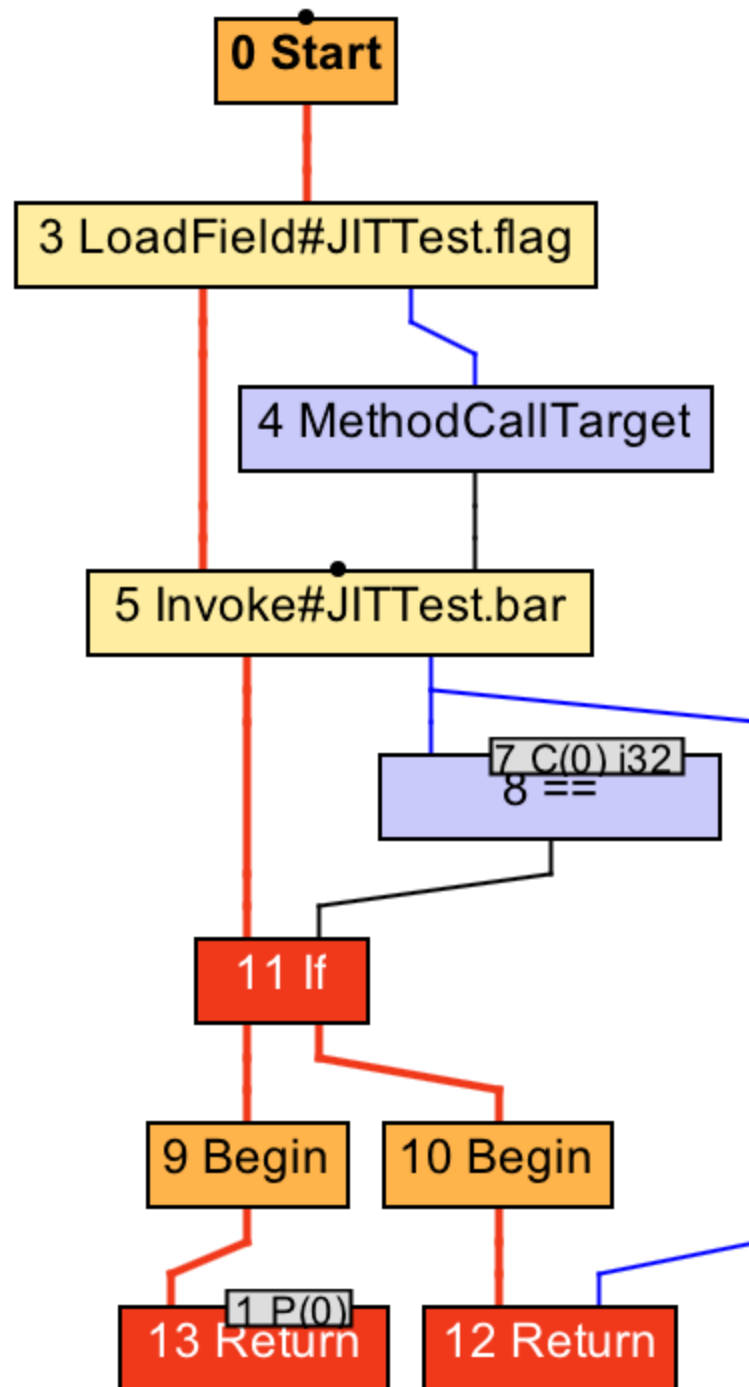 0 Start
3 LoadField#JITTest.flag
4 MethodCallTarget
5 Invoke#JITTest.bar
7 C(0) i32
8 ==
11 If
9 Begin
10 Begin
1 P(0)
13 Return
12 Return